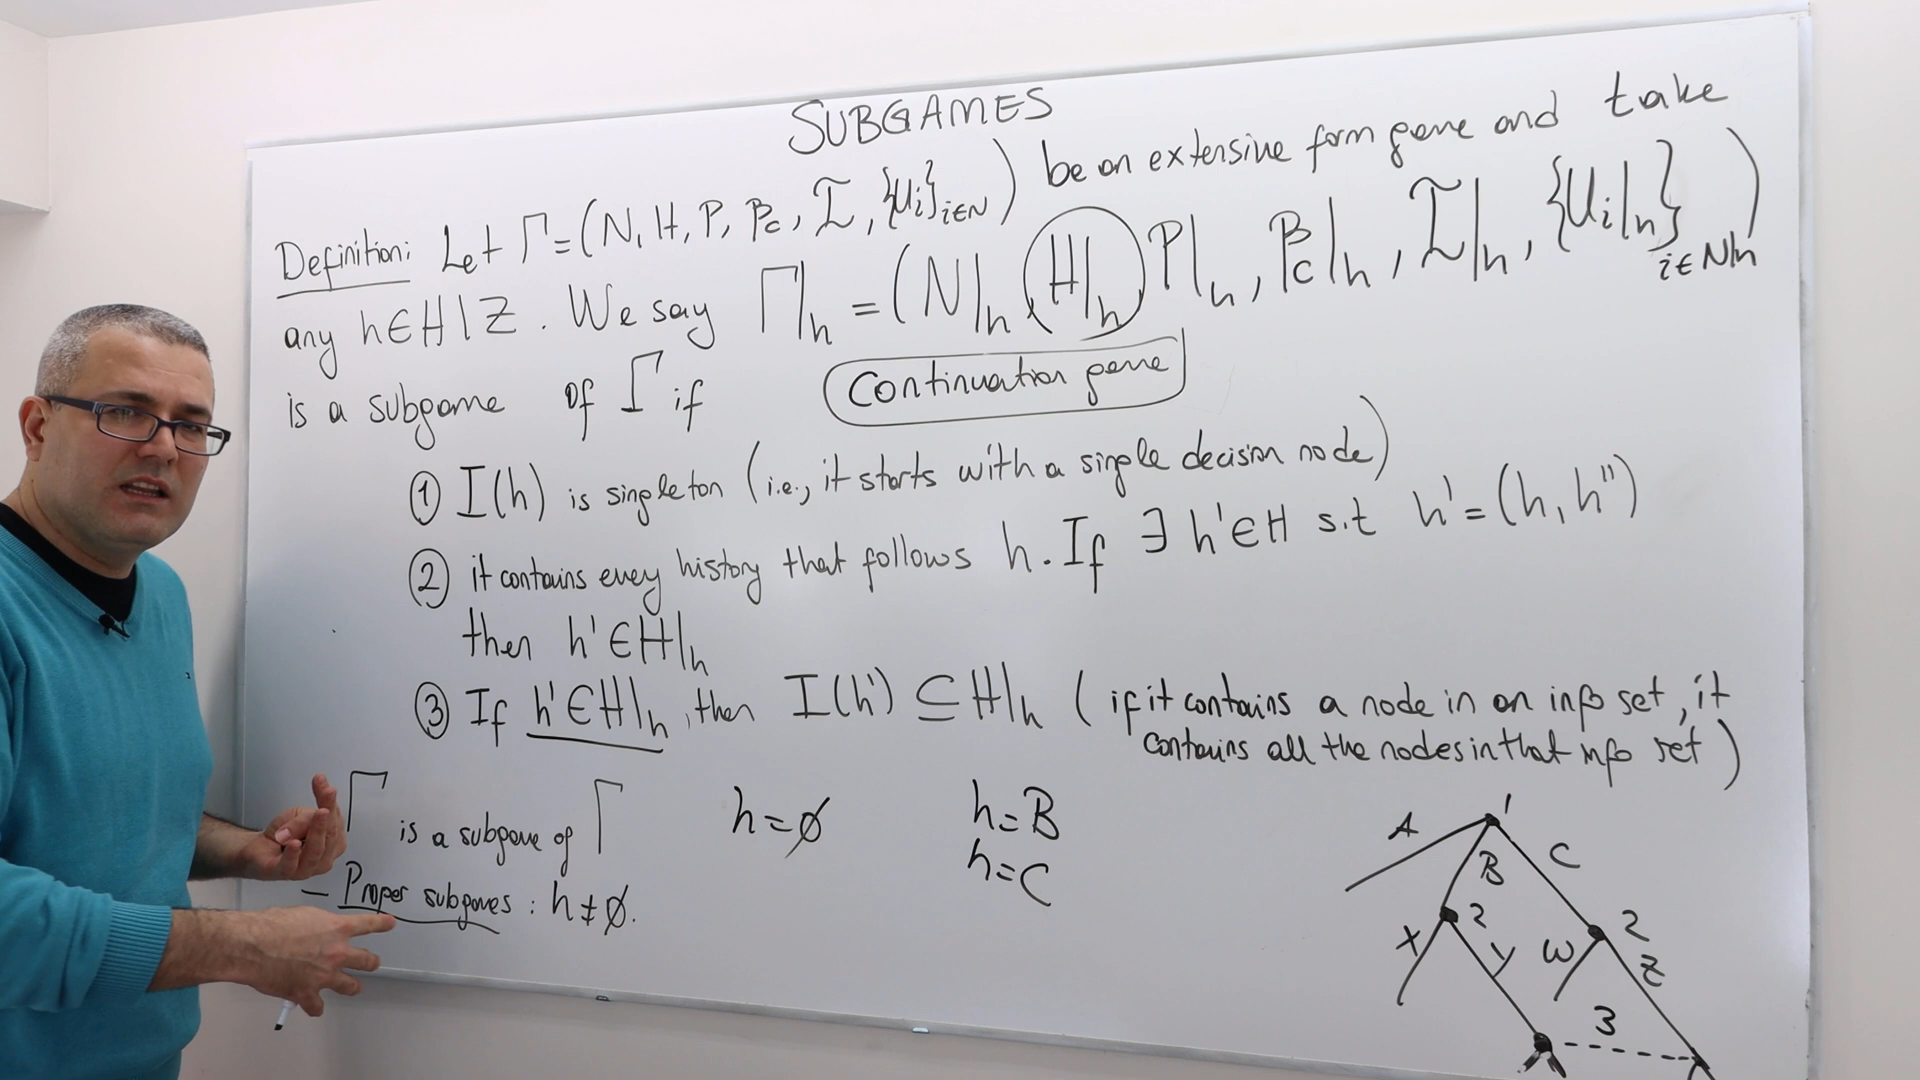 SUBGAMES
Definition: Let Γ = (N, H, P, βc, I, {Ui}i∈N) be an extensive form game and take
any h∈H|Z. We say Γ|h = (N|h, H|h, P|h, βc|h, I|h, {Ui|h}i∈N|h)
is a subgame of Γ if
Continuation game
① I(h) is singleton (i.e., it starts with a single decision node)
② it contains every history that follows h. If ∃ h'∈H s.t h' = (h, h'')
then h'∈H|h
③ If h'∈H|h, then I(h') ⊆ H|h ( if it contains a node in an info set, it
contains all the nodes in that info set )
Γ is a subgame of Γ h=∅
– Proper subgames : h≠∅.
h=B
h=C
1
A
B
C
2
2
X
Y
W
Z
3